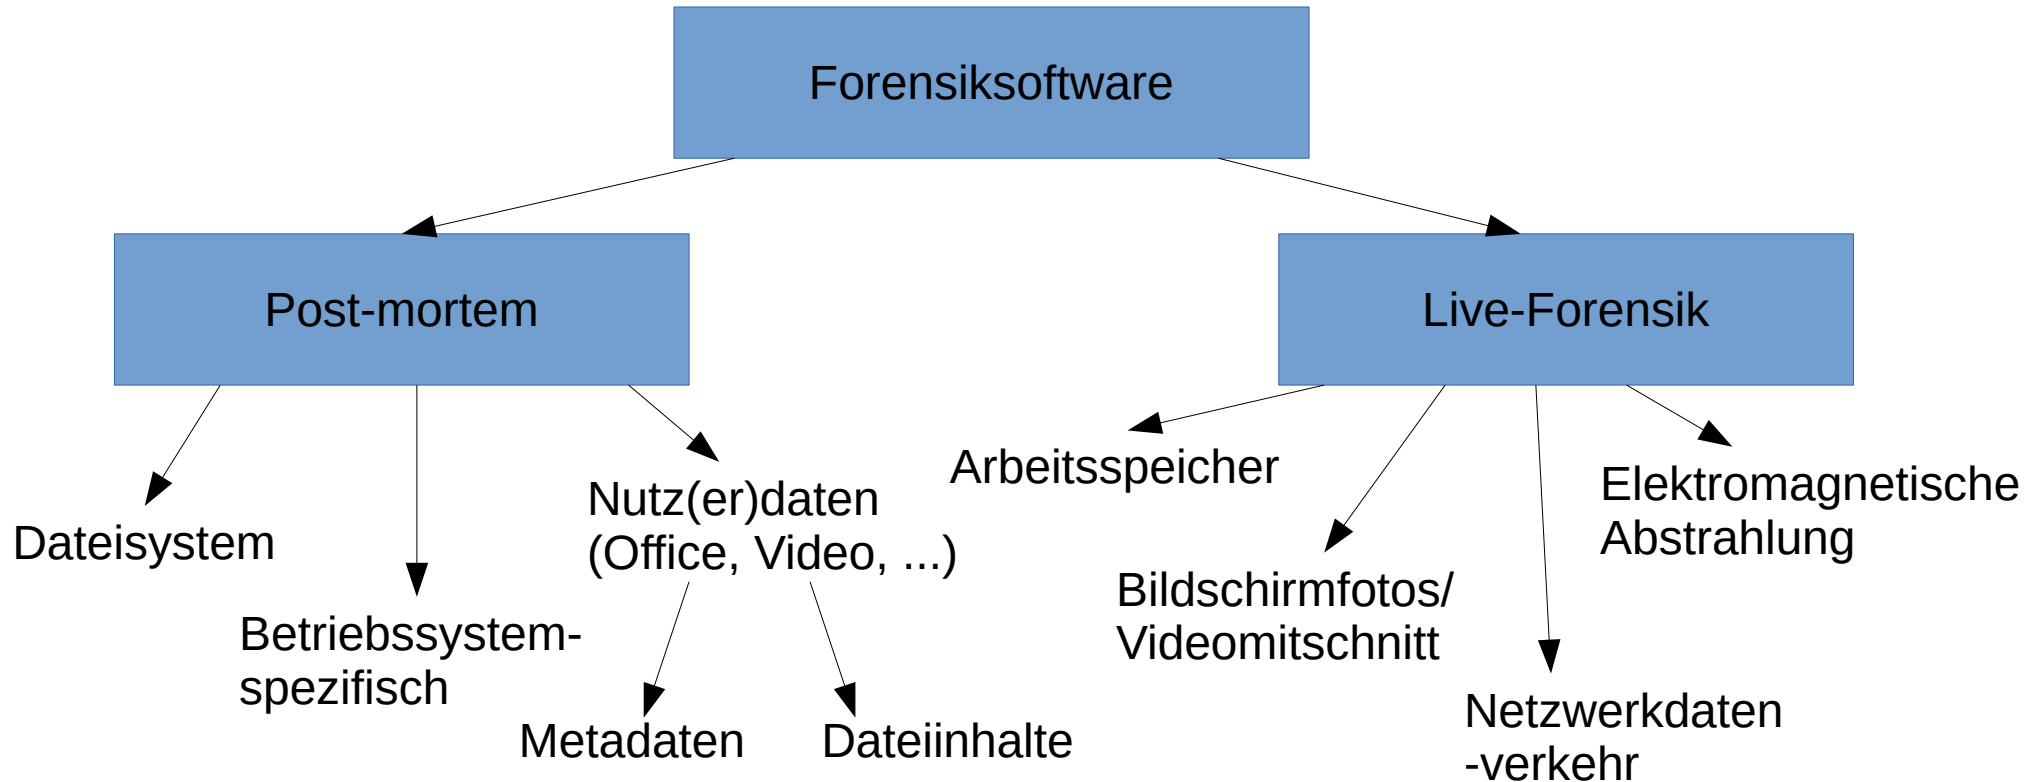 Forensiksoftware
Post-mortem
Live-Forensik
Dateisystem
Betriebssystem-
spezifisch
Nutz(er)daten
(Office, Video, ...)
Metadaten
Dateiinhalte
Arbeitsspeicher
Bildschirmfotos/
Videomitschnitt
Netzwerkdaten
-verkehr
Elektromagnetische
Abstrahlung